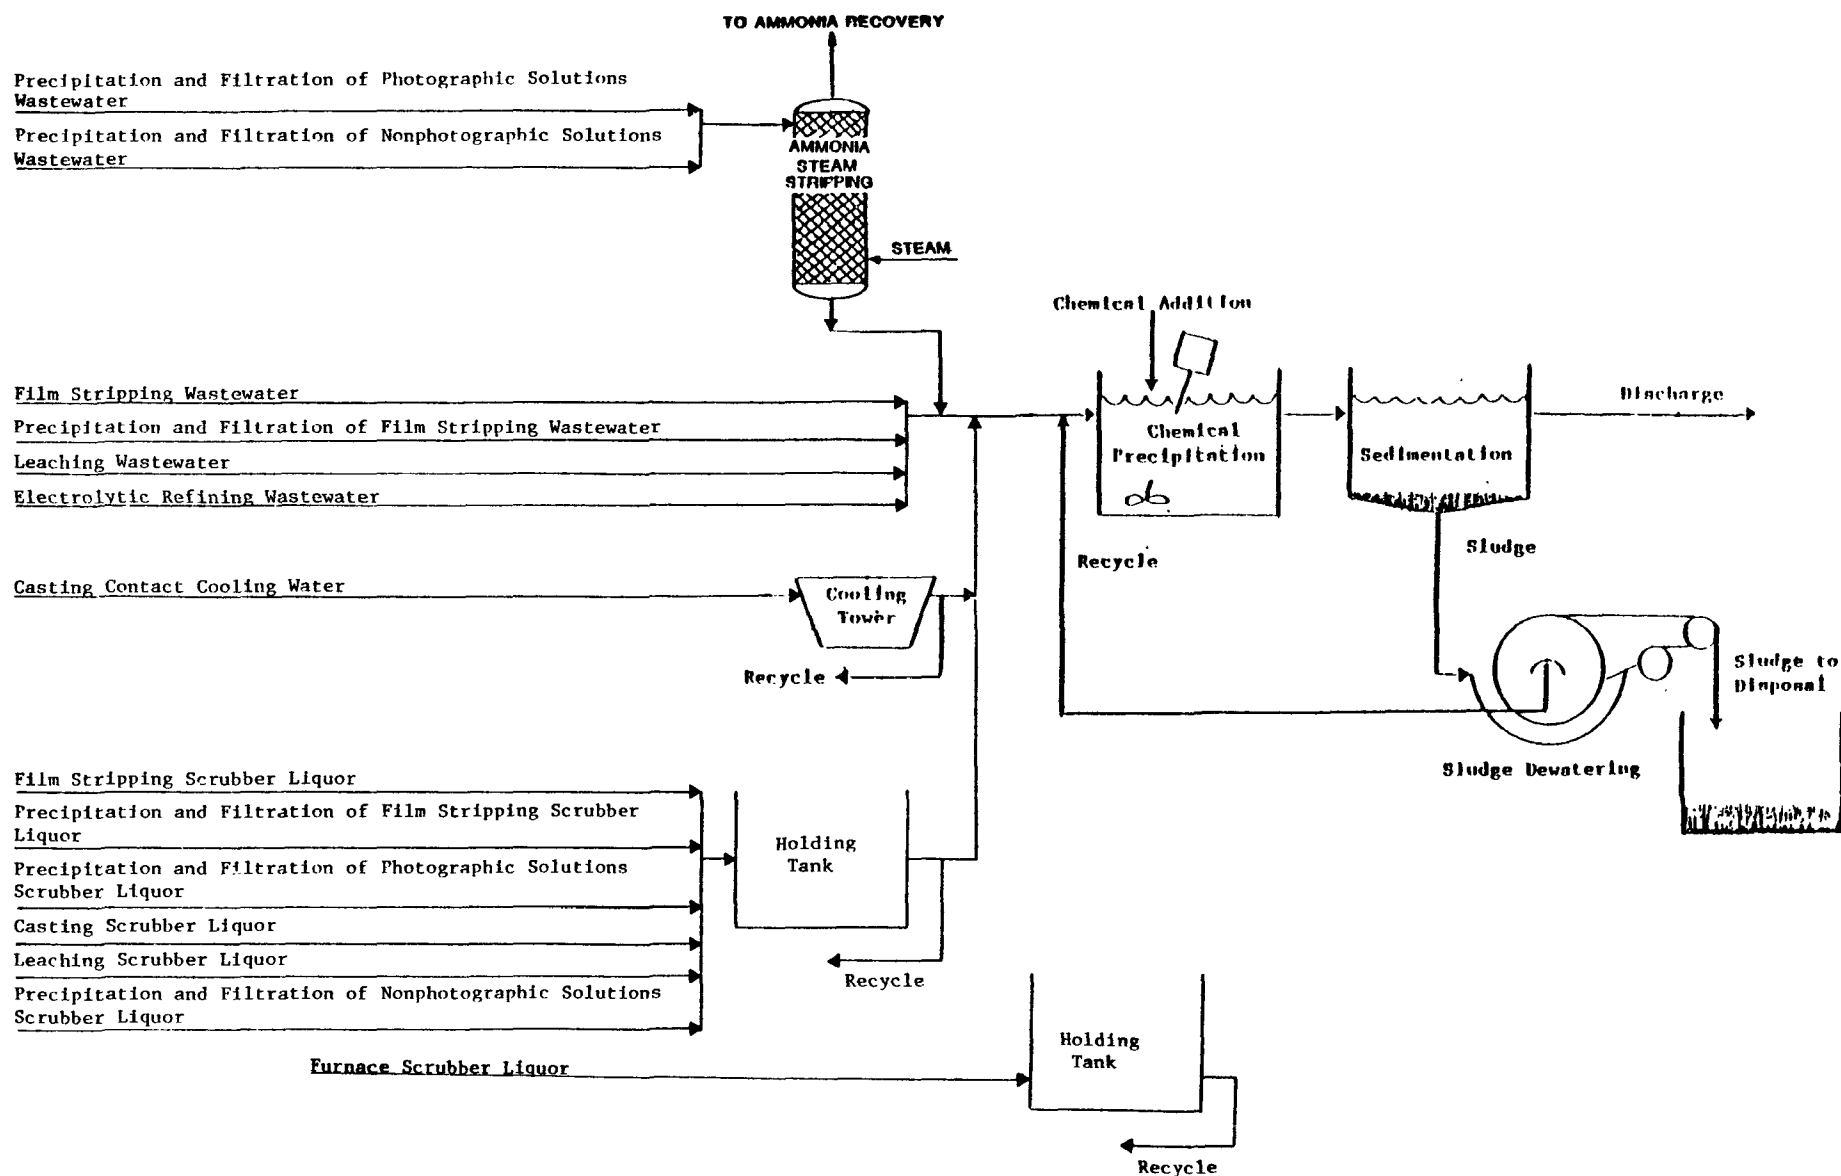 TO AMMONIA RECOVERY
Precipitation and Filtration of Photographic Solutions
Wastewater
Precipitation and Filtration of Nonphotographic Solutions
Wastewater
AMMONIA
STEAM
STRIPPING
STEAM
Chemical Addition
Film Stripping Wastewater
Precipitation and Filtration of Film Stripping Wastewater
Leaching Wastewater
Electrolytic Refining Wastewater
Chemical
Precipitation
Sedimentation
Discharge
Sludge
Recycle
Casting Contact Cooling Water
Cooling
Tower
Recycle
Sludge to
Disposal
Sludge Dewatering
Film Stripping Scrubber Liquor
Precipitation and Filtration of Film Stripping Scrubber
Liquor
Precipitation and Filtration of Photographic Solutions
Scrubber Liquor
Casting Scrubber Liquor
Leaching Scrubber Liquor
Precipitation and Filtration of Nonphotographic Solutions
Scrubber Liquor
Holding
Tank
Recycle
Furnace Scrubber Liquor
Holding
Tank
Recycle